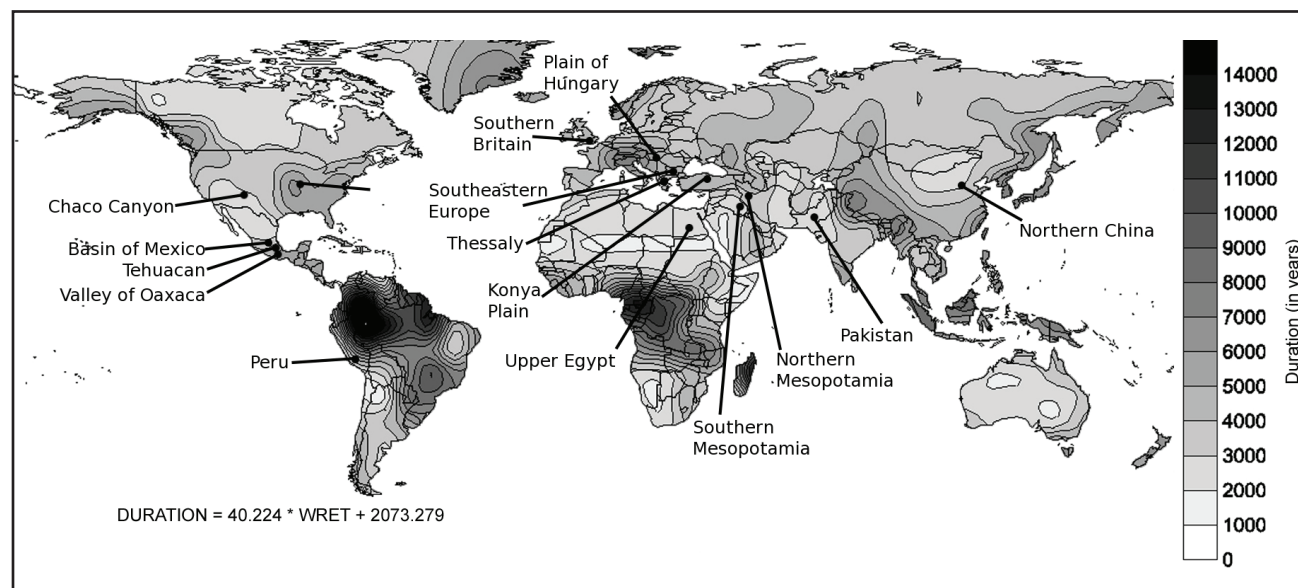 Plain of
Hungary
Southern
Britain
Southeastern
Europe
Chaco Canyon
Thessaly
Northern China
Basin of Mexico
Tehuacan
Valley of Oaxaca
Konya
Plain
Pakistan
Peru
Upper Egypt
Northern
Mesopotamia
Southern
Mesopotamia
DURATION = 40.224 * WRET + 2073.279
14000
13000
12000
11000
10000
9000
8000
7000
6000
5000
4000
3000
2000
1000
0
Duration (in years)